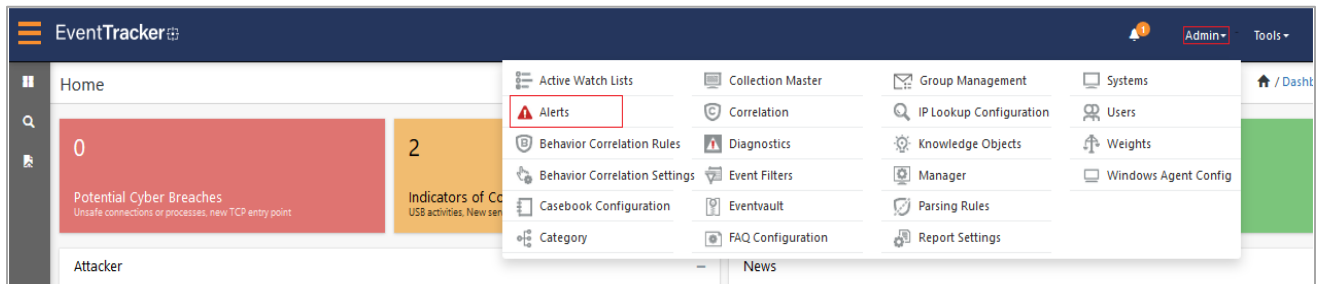 EventTracker
1
Admin
Tools
Home
/ Dashb
Active Watch Lists
Collection Master
Group Management
Systems
Alerts
Correlation
IP Lookup Configuration
Users
Behavior Correlation Rules
Diagnostics
Knowledge Objects
Weights
Behavior Correlation Settings
Event Filters
Manager
Windows Agent Config
Casebook Configuration
Eventvault
Parsing Rules
Category
FAQ Configuration
Report Settings
0
Potential Cyber Breaches
Unsafe connections or processes, new TCP entry point
2
Indicators of Co
USB activities, New serv
Attacker
News